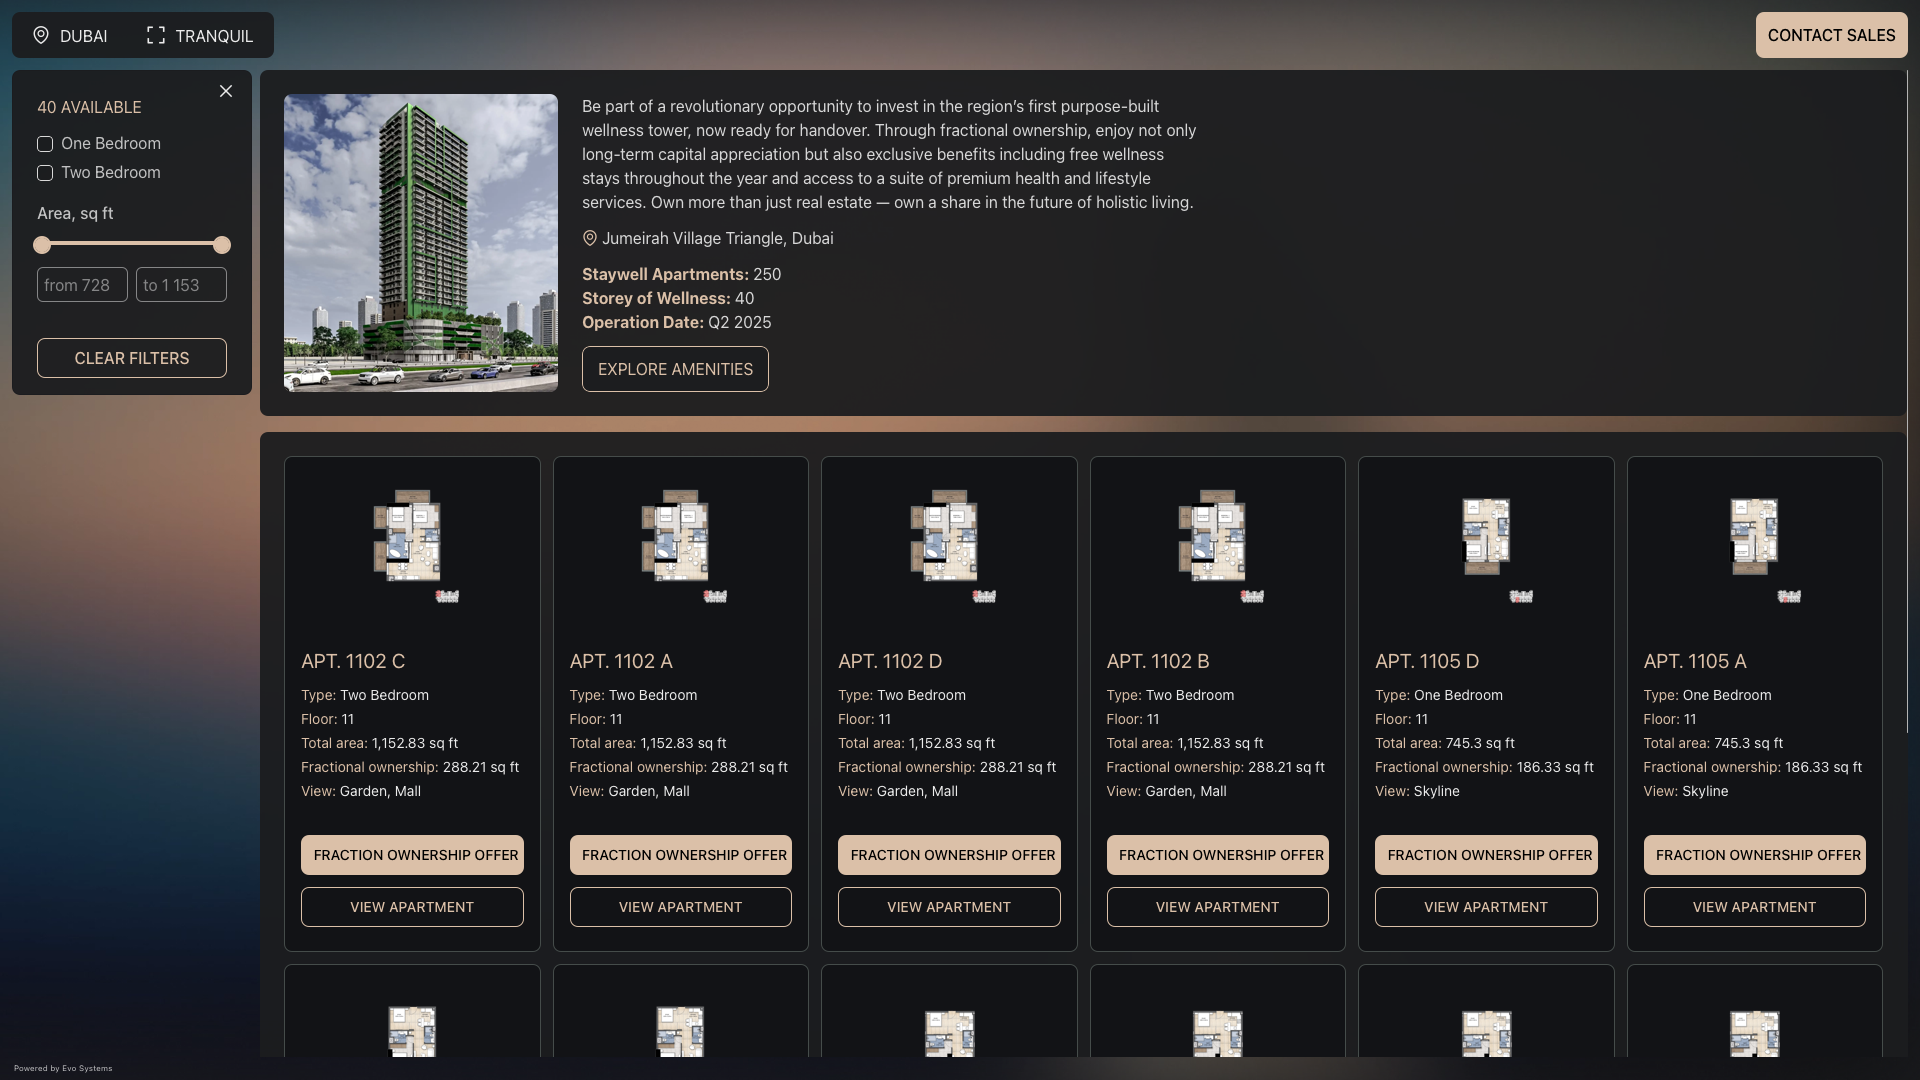 DUBAI
TRANQUIL
CONTACT SALES
40 AVAILABLE
One Bedroom
Two Bedroom
Area, sq ft
from 728
to 1 153
CLEAR FILTERS
Be part of a revolutionary opportunity to invest in the region’s first purpose-built
wellness tower, now ready for handover. Through fractional ownership, enjoy not only
long-term capital appreciation but also exclusive benefits including free wellness
stays throughout the year and access to a suite of premium health and lifestyle
services. Own more than just real estate — own a share in the future of holistic living.
Jumeirah Village Triangle, Dubai
Staywell Apartments: 250
Storey of Wellness: 40
Operation Date: Q2 2025
EXPLORE AMENITIES
APT. 1102 C
Type: Two Bedroom
Floor: 11
Total area: 1,152.83 sq ft
Fractional ownership: 288.21 sq ft
View: Garden, Mall
FRACTION OWNERSHIP OFFER
VIEW APARTMENT
APT. 1102 A
Type: Two Bedroom
Floor: 11
Total area: 1,152.83 sq ft
Fractional ownership: 288.21 sq ft
View: Garden, Mall
FRACTION OWNERSHIP OFFER
VIEW APARTMENT
APT. 1102 D
Type: Two Bedroom
Floor: 11
Total area: 1,152.83 sq ft
Fractional ownership: 288.21 sq ft
View: Garden, Mall
FRACTION OWNERSHIP OFFER
VIEW APARTMENT
APT. 1102 B
Type: Two Bedroom
Floor: 11
Total area: 1,152.83 sq ft
Fractional ownership: 288.21 sq ft
View: Garden, Mall
FRACTION OWNERSHIP OFFER
VIEW APARTMENT
APT. 1105 D
Type: One Bedroom
Floor: 11
Total area: 745.3 sq ft
Fractional ownership: 186.33 sq ft
View: Skyline
FRACTION OWNERSHIP OFFER
VIEW APARTMENT
APT. 1105 A
Type: One Bedroom
Floor: 11
Total area: 745.3 sq ft
Fractional ownership: 186.33 sq ft
View: Skyline
FRACTION OWNERSHIP OFFER
VIEW APARTMENT
Powered by Evo Systems